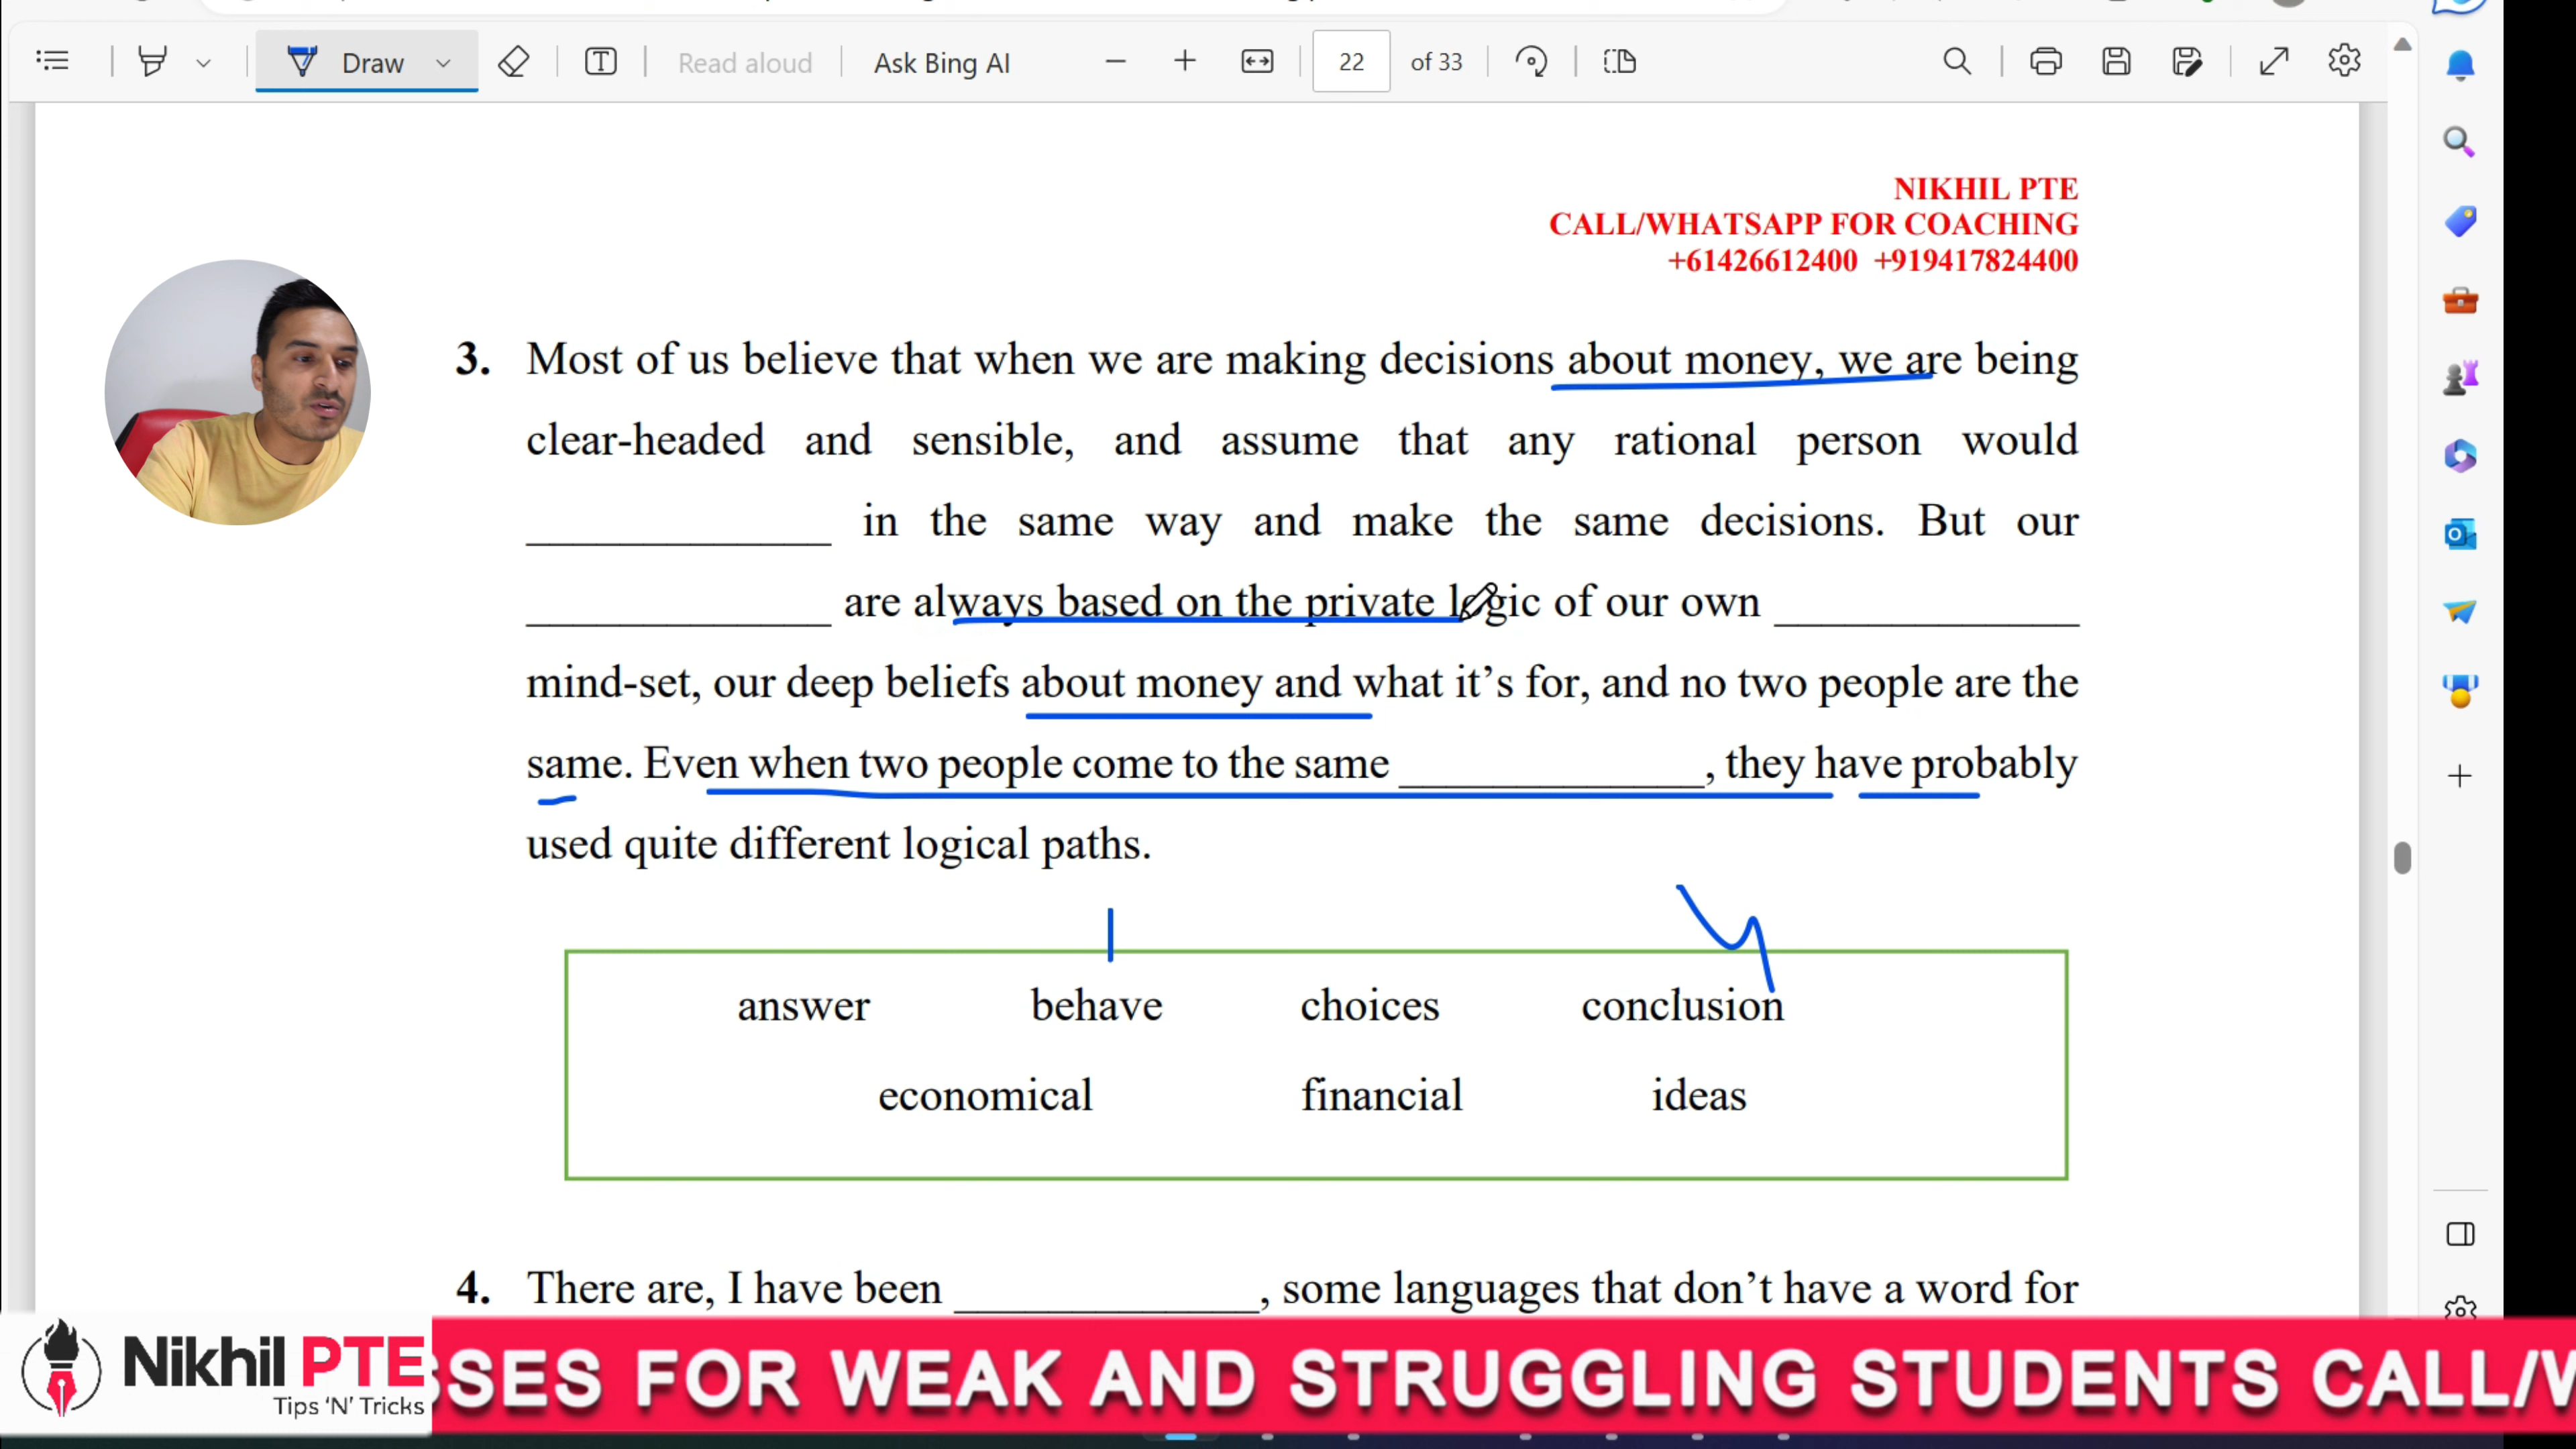 Draw
Read aloud
Ask Bing AI
22
of 33
NIKHIL PTE
CALL/WHATSAPP FOR COACHING
+61426612400 +919417824400
3. Most of us believe that when we are making decisions about money, we are being
clear-headed and sensible, and assume that any rational person would
_____________ in the same way and make the same decisions. But our
_____________ are always based on the private logic of our own _____________
mind-set, our deep beliefs about money and what it's for, and no two people are the
same. Even when two people come to the same _____________, they have probably
used quite different logical paths.
answer behave choices conclusion
economical financial ideas
4. There are, I have been _____________, some languages that don't have a word for
Nikhil PTE
Tips 'N' Tricks
SSES FOR WEAK AND STRUGGLING STUDENTS CALL/W